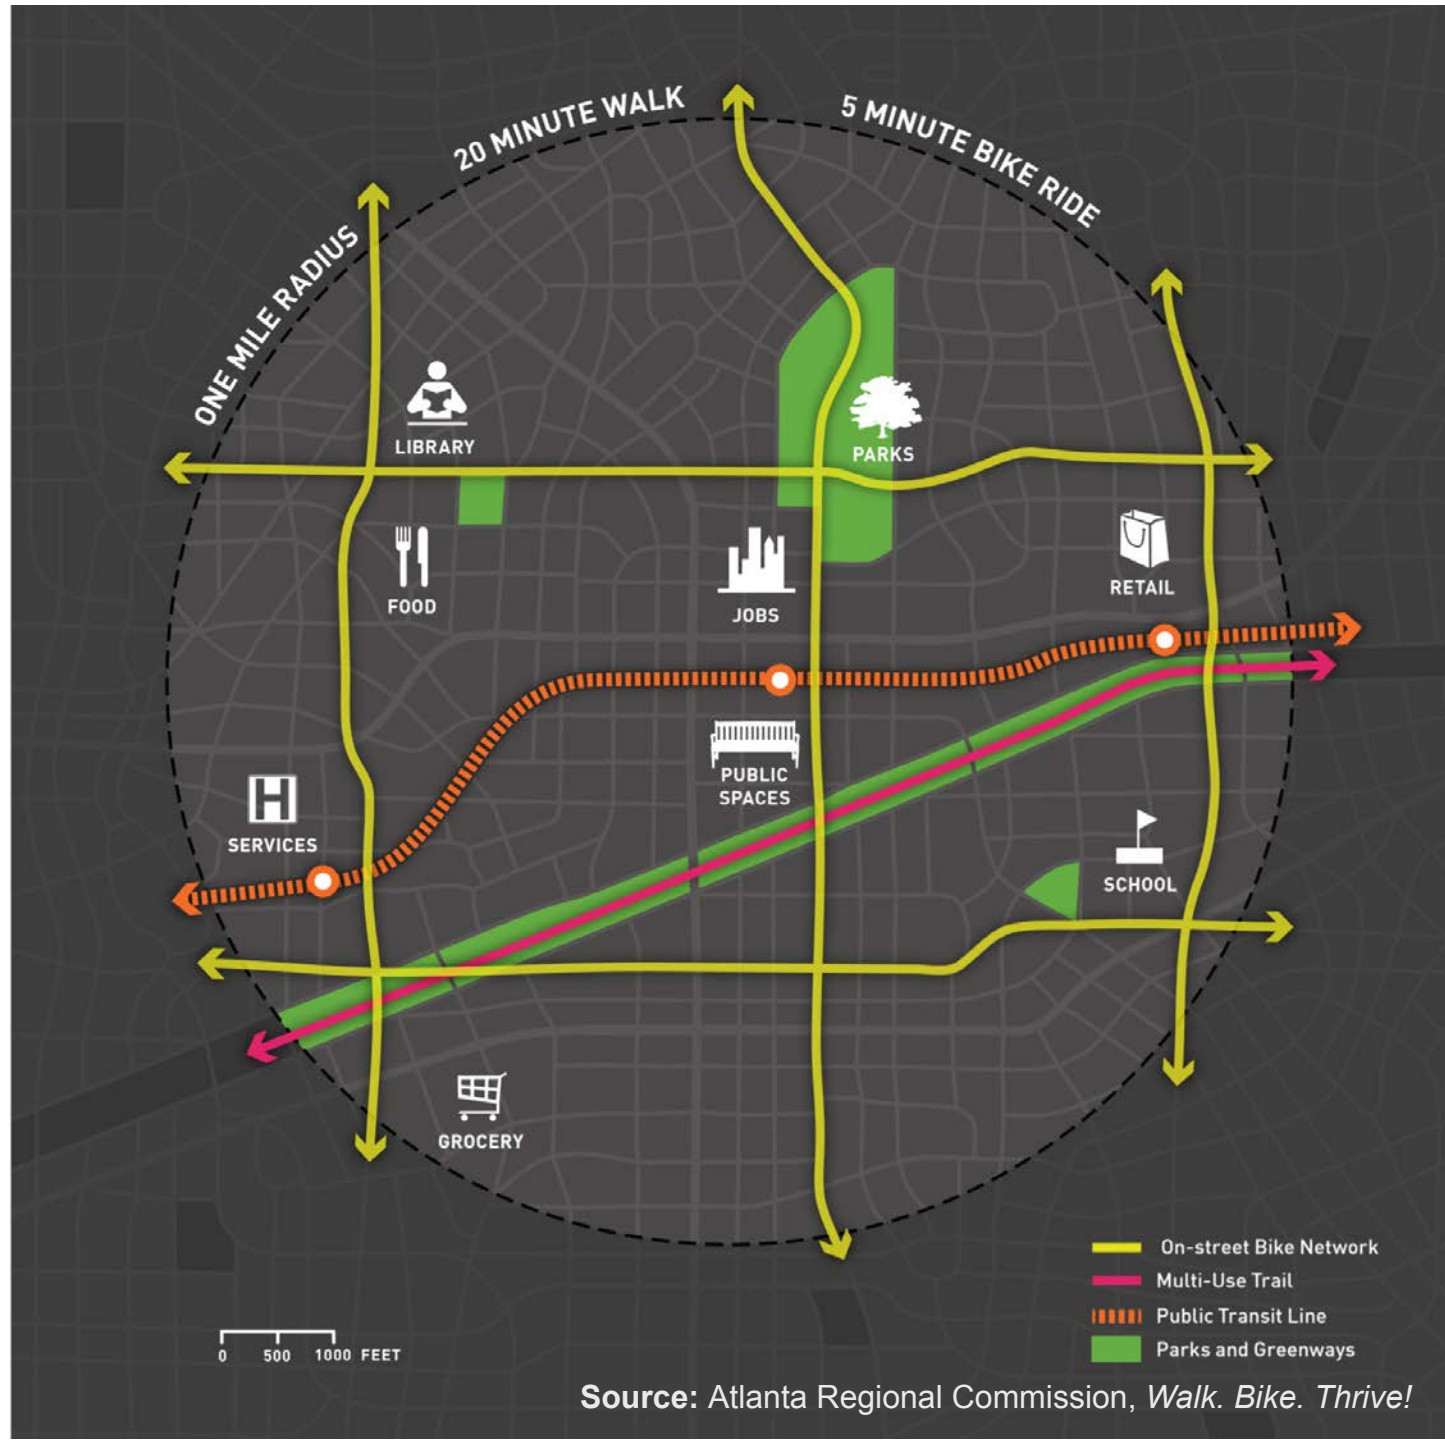 20 MINUTE WALK
5 MINUTE BIKE RIDE
ONE MILE RADIUS
LIBRARY
PARKS
FOOD
JOBS
RETAIL
PUBLIC
SPACES
H
SERVICES
SCHOOL
GROCERY
On-street Bike Network
Multi-Use Trail
Public Transit Line
Parks and Greenways
0 500 1000 FEET
Source: Atlanta Regional Commission, Walk. Bike. Thrive!